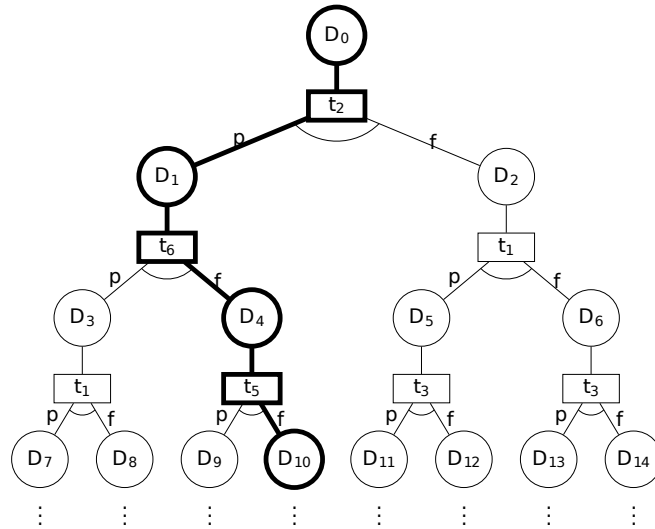 D₀
t₂
p f
D₁ D₂
t₆ t₁
p f p f
D₃ D₄ D₅ D₆
t₁ t₅ t₃ t₃
p f p f p f p f
D₇ D₈ D₉ D₁₀ D₁₁ D₁₂ D₁₃ D₁₄
⋮ ⋮ ⋮ ⋮ ⋮ ⋮ ⋮ ⋮